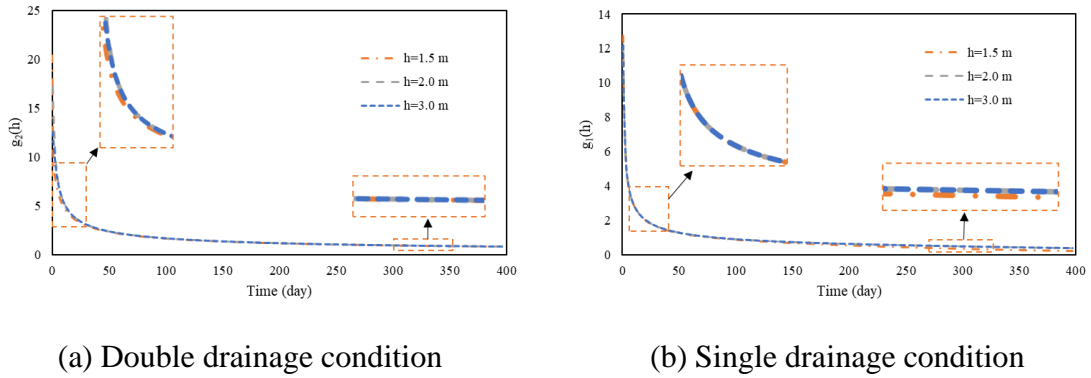 25
20
15
10
5
0
g₂(h)
h=1.5 m
h=2.0 m
h=3.0 m
0 50 100 150 200 250 300 350 400
Time (day)
(a) Double drainage condition
14
12
10
8
6
4
2
0
g₁(h)
h=1.5 m
h=2.0 m
h=3.0 m
0 50 100 150 200 250 300 350 400
Time (day)
(b) Single drainage condition